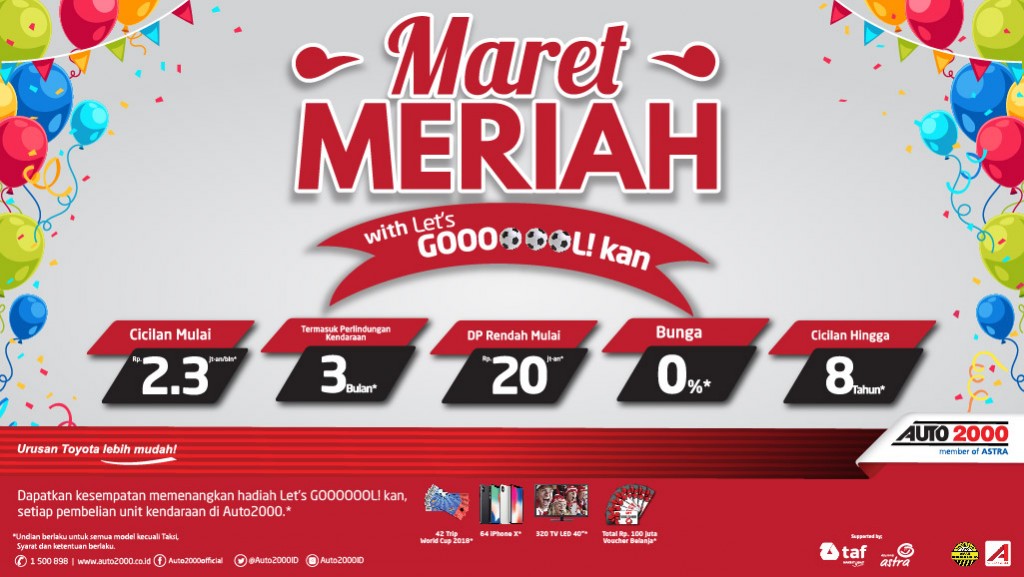 Maret
MERIAH
with Let's
GOOOOOOL! kan
Cicilan Mulai
Rp. 2.3 jt-an/bln*
Termasuk Perlindungan
Kendaraan
3 Bulan*
DP Rendah Mulai
Rp. 20 jt-an*
Bunga
0%*
Cicilan Hingga
8 Tahun*
AUTO 2000
member of ASTRA
Urusan Toyota lebih mudah!
Dapatkan kesempatan memenangkan hadiah Let's GOOOOOOL! kan,
setiap pembelian unit kendaraan di Auto2000.*
42 Trip
World Cup 2018*
64 iPhone X*
320 TV LED 40"*
Total Rp. 100 Juta
Voucher Belanja*
*Undian berlaku untuk semua model kecuali Taksi,
Syarat dan ketentuan berlaku.
1 500 898 | www.auto2000.co.id Auto2000official @Auto2000ID Auto2000ID
Supported by:
taf
astra